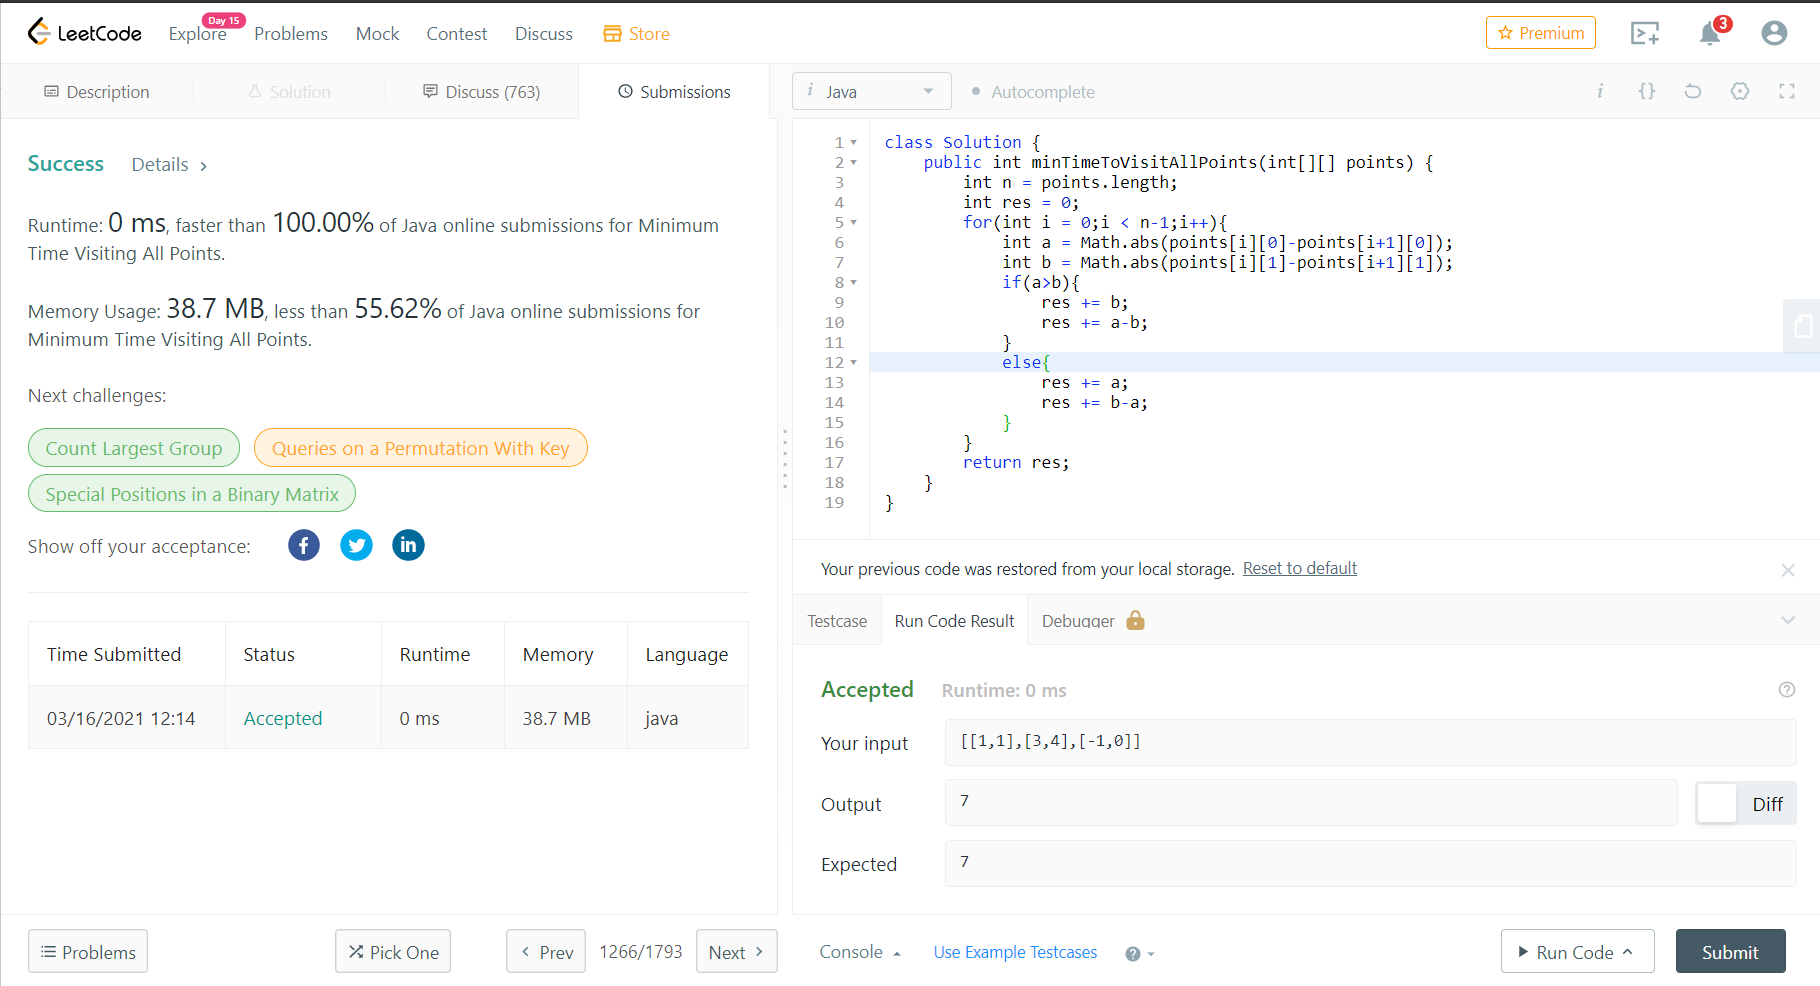 LeetCode
Explore
Day 15
Problems
Mock
Contest
Discuss
Store
Premium
3
Description
Solution
Discuss (763)
Submissions
i Java
Autocomplete
i {}
Success
Details >
Runtime: 0 ms, faster than 100.00% of Java online submissions for Minimum
Time Visiting All Points.
Memory Usage: 38.7 MB, less than 55.62% of Java online submissions for
Minimum Time Visiting All Points.
Next challenges:
Count Largest Group
Queries on a Permutation With Key
Special Positions in a Binary Matrix
Show off your acceptance:
f
in
Time Submitted Status Runtime Memory Language
03/16/2021 12:14 Accepted 0 ms 38.7 MB java
Problems
Pick One
< Prev
1266/1793
Next >
1 class Solution {
2     public int minTimeToVisitAllPoints(int[][] points) {
3         int n = points.length;
4         int res = 0;
5         for(int i = 0;i < n-1;i++){
6             int a = Math.abs(points[i][0]-points[i+1][0]);
7             int b = Math.abs(points[i][1]-points[i+1][1]);
8             if(a>b){
9                 res += b;
10                 res += a-b;
11             }
12             else{
13                 res += a;
14                 res += b-a;
15             }
16         }
17         return res;
18     }
19 }
Your previous code was restored from your local storage. Reset to default
Testcase
Run Code Result
Debugger
Accepted
Runtime: 0 ms
?
Your input
[[1,1],[3,4],[-1,0]]
Output
7
Diff
Expected
7
Console
Use Example Testcases
?
Run Code
Submit